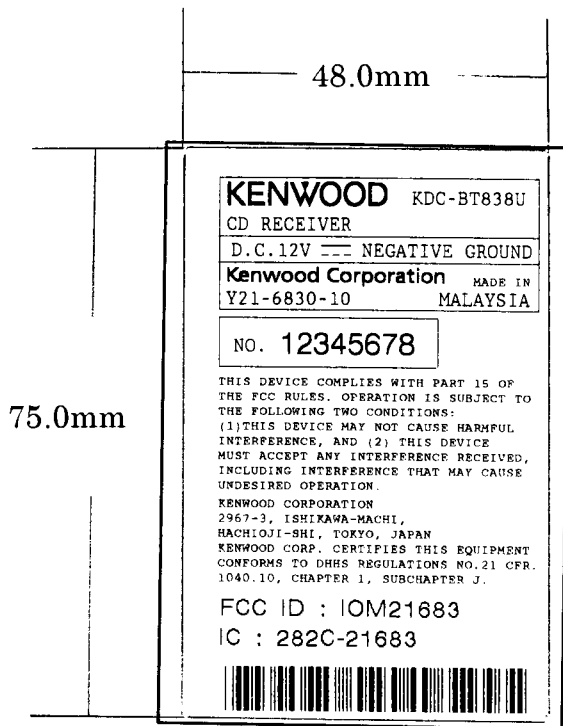 48.0mm
75.0mm
KENWOOD KDC-BT838U
CD RECEIVER
D.C.12V NEGATIVE GROUND
Kenwood Corporation MADE IN
Y21-6830-10 MALAYSIA
NO. 12345678
THIS DEVICE COMPLIES WITH PART 15 OF
THE FCC RULES. OPERATION IS SUBJECT TO
THE FOLLOWING TWO CONDITIONS:
(1)THIS DEVICE MAY NOT CAUSE HARMFUL
INTERFERENCE, AND (2) THIS DEVICE
MUST ACCEPT ANY INTERFERENCE RECEIVED,
INCLUDING INTERFERENCE THAT MAY CAUSE
UNDESIRED OPERATION.
KENWOOD CORPORATION
2967-3, ISHIKAWA-MACHI,
HACHIOJI-SHI, TOKYO, JAPAN
KENWOOD CORP. CERTIFIES THIS EQUIPMENT
CONFORMS TO DHHS REGULATIONS NO.21 CFR.
1040.10, CHAPTER 1, SUBCHAPTER J.
FCC ID : IOM21683
IC : 282C-21683